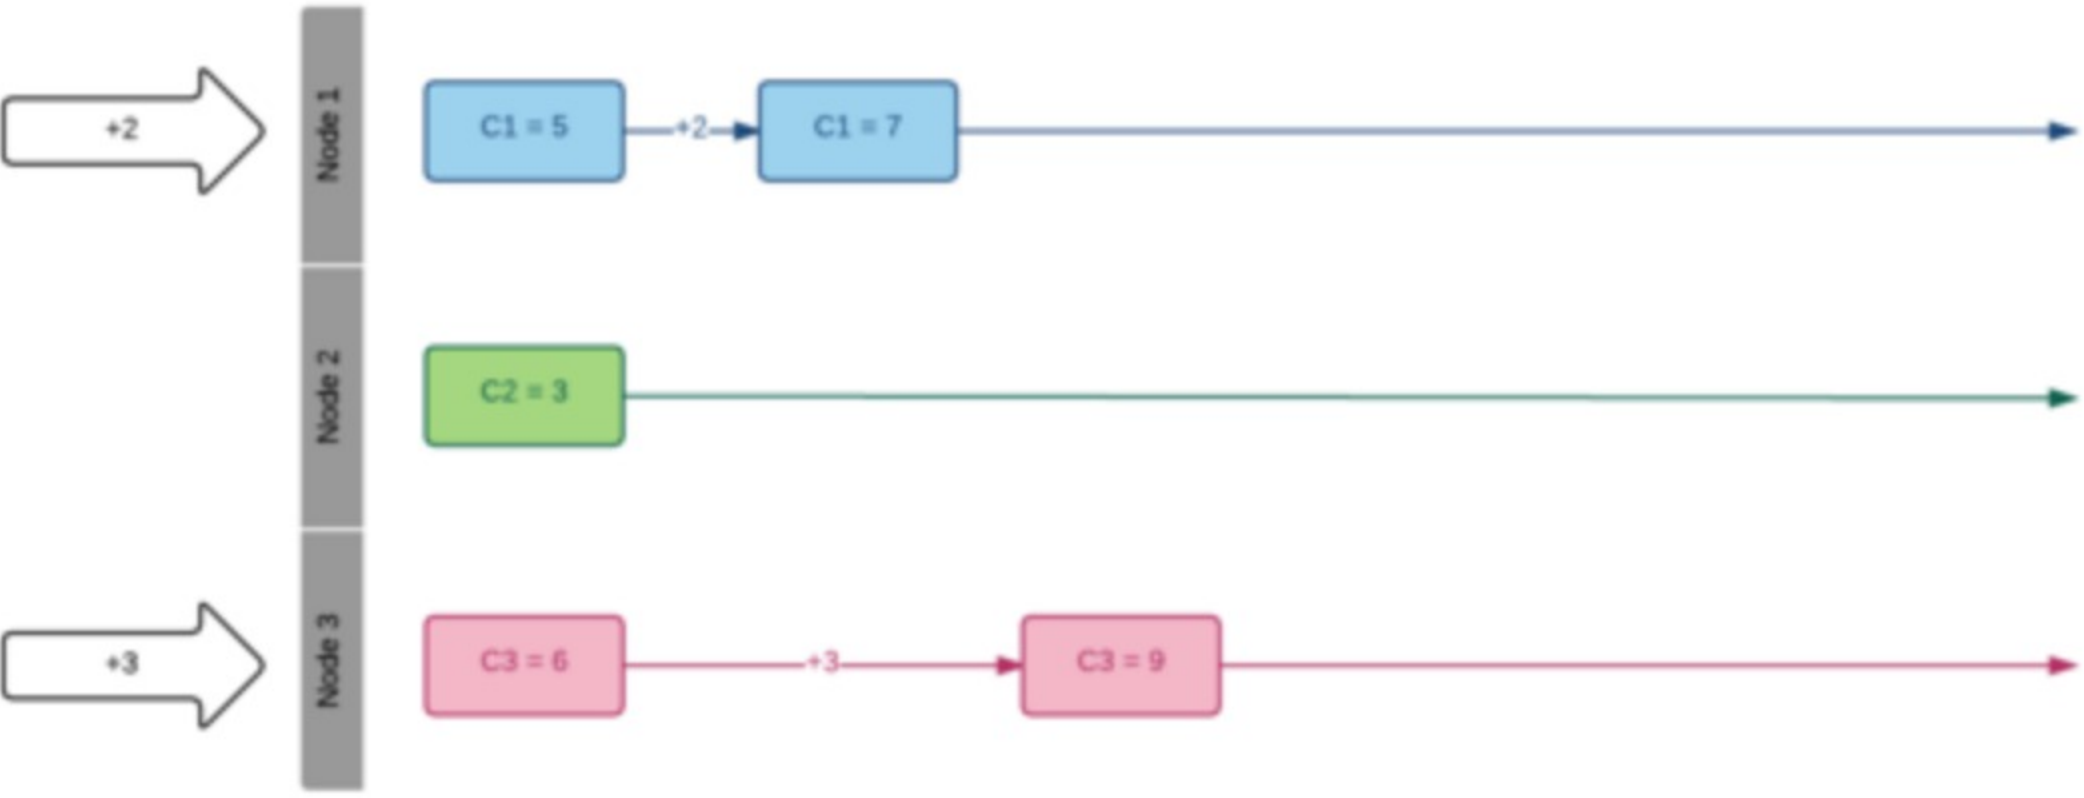 +2
Node 1
C1 = 5
+2
C1 = 7
Node 2
C2 = 3
+3
Node 3
C3 = 6
+3
C3 = 9